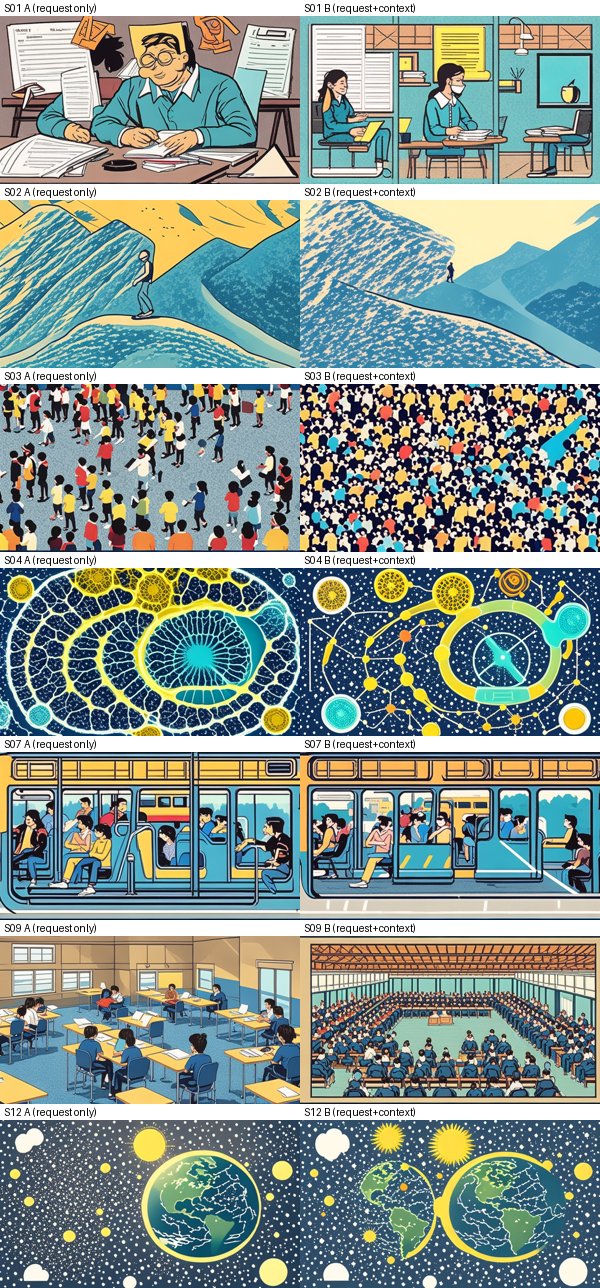 S01 A (request only)
S01 B (request+context)
S02 A (request only)
S02 B (request+context)
S03 A (request only)
S03 B (request+context)
S04 A (request only)
S04 B (request+context)
S07 A (request only)
S07 B (request+context)
S09 A (request only)
S09 B (request+context)
S12 A (request only)
S12 B (request+context)